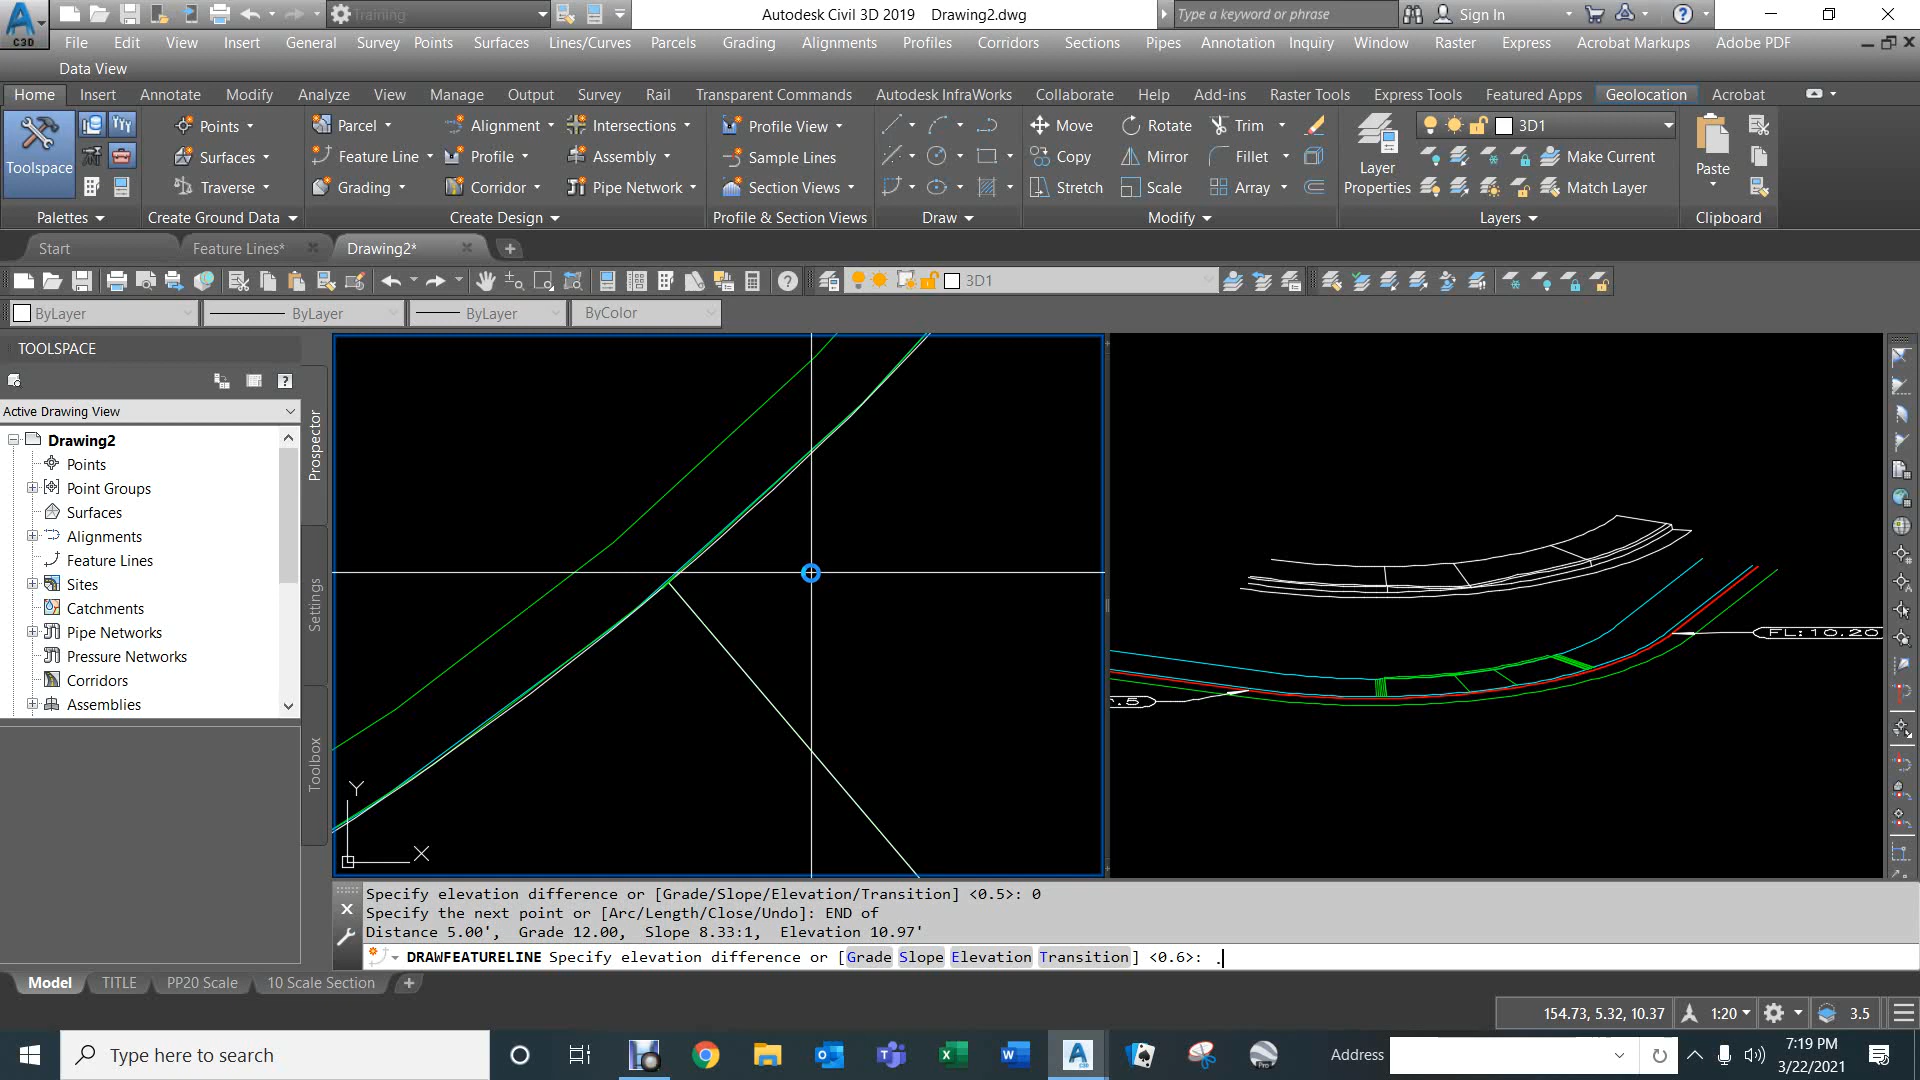 Training
Autodesk Civil 3D 2019 Drawing2.dwg
Type a keyword or phrase
Sign In
C3D
File Edit View Insert General Survey Points Surfaces Lines/Curves Parcels Grading Alignments Profiles Corridors Sections Pipes Annotation Inquiry Window Raster Express Acrobat Markups Adobe PDF
Data View
Home Insert Annotate Modify Analyze View Manage Output Survey Rail Transparent Commands Autodesk InfraWorks Collaborate Help Add-ins Raster Tools Express Tools Featured Apps Geolocation Acrobat
Points Parcel Alignment Intersections Profile View Move Rotate Trim 3D1
Surfaces Feature Line Profile Assembly Sample Lines Copy Mirror Fillet Make Current
Toolspace Layer Properties Paste
Traverse Grading Corridor Pipe Network Section Views Stretch Scale Array Match Layer
Palettes Create Ground Data Create Design Profile & Section Views Draw Modify Layers Clipboard
Start Feature Lines* Drawing2*
3D1
ByLayer ByLayer ByLayer ByColor
TOOLSPACE
Active Drawing View
Drawing2
Points
Point Groups
Surfaces
Alignments
Feature Lines
Sites
Catchments
Pipe Networks
Pressure Networks
Corridors
Assemblies
Prospector
Settings
Toolbox
FL:10.20
Y
X
Specify elevation difference or [Grade/Slope/Elevation/Transition] <0.5>: 0
Specify the next point or [Arc/Length/Close/Undo]: END of
Distance 5.00', Grade 12.00, Slope 8.33:1, Elevation 10.97'
DRAWFEATURELINE Specify elevation difference or [Grade Slope Elevation Transition] <0.6>: .
Model TITLE PP20 Scale 10 Scale Section
154.73, 5.32, 10.37 1:20 3.5
Type here to search
Address
7:19 PM
3/22/2021